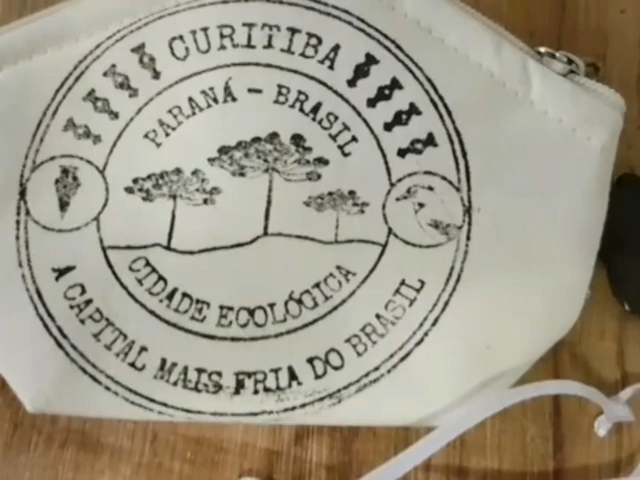 CURITIBA
PARANÁ - BRASIL
CIDADE ECOLÓGICA
A CAPITAL MAIS FRIA DO BRASIL